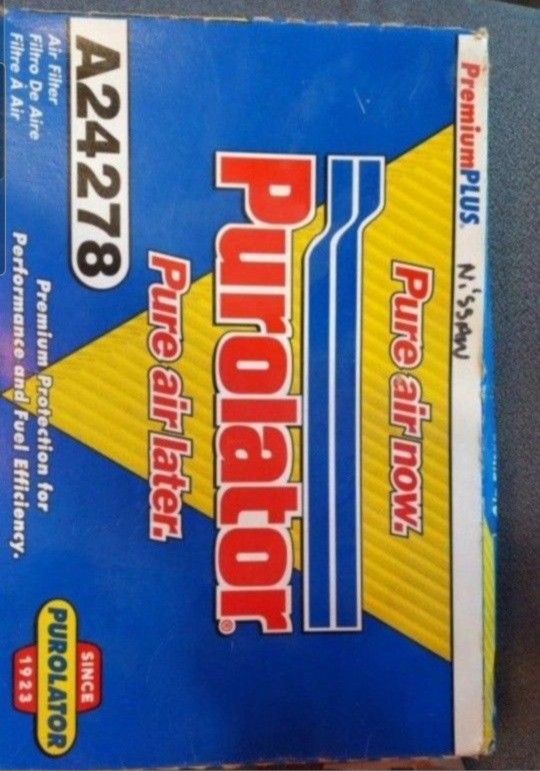 PremiumPLUS Nissan
Pure air now.
Purolator®
Pure air later.
A24278
Air Filter
Filtro De Aire
Filtre À Air
Premium Protection for
Performance and Fuel Efficiency.
SINCE
PUROLATOR
1923